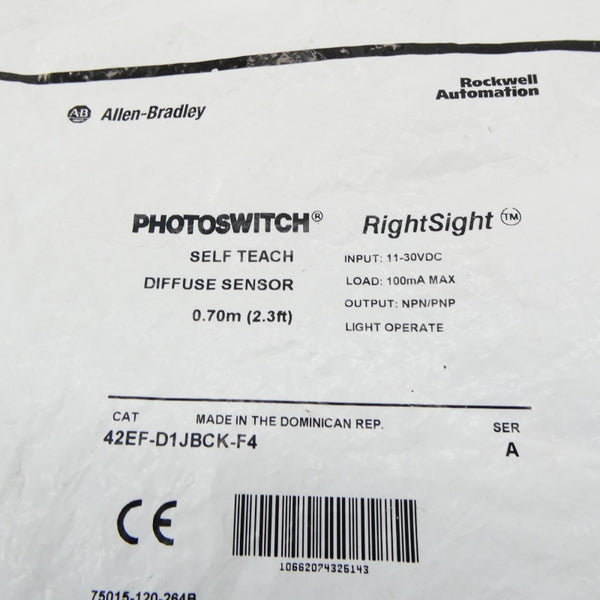 Rockwell
Automation
AB Allen-Bradley
PHOTOSWITCH® RightSight™
SELF TEACH
DIFFUSE SENSOR
0.70m (2.3ft)
INPUT: 11-30VDC
LOAD: 100mA MAX
OUTPUT: NPN/PNP
LIGHT OPERATE
CAT MADE IN THE DOMINICAN REP. SER
42EF-D1JBCK-F4 A
CE
10662074326143
75015-120-264B